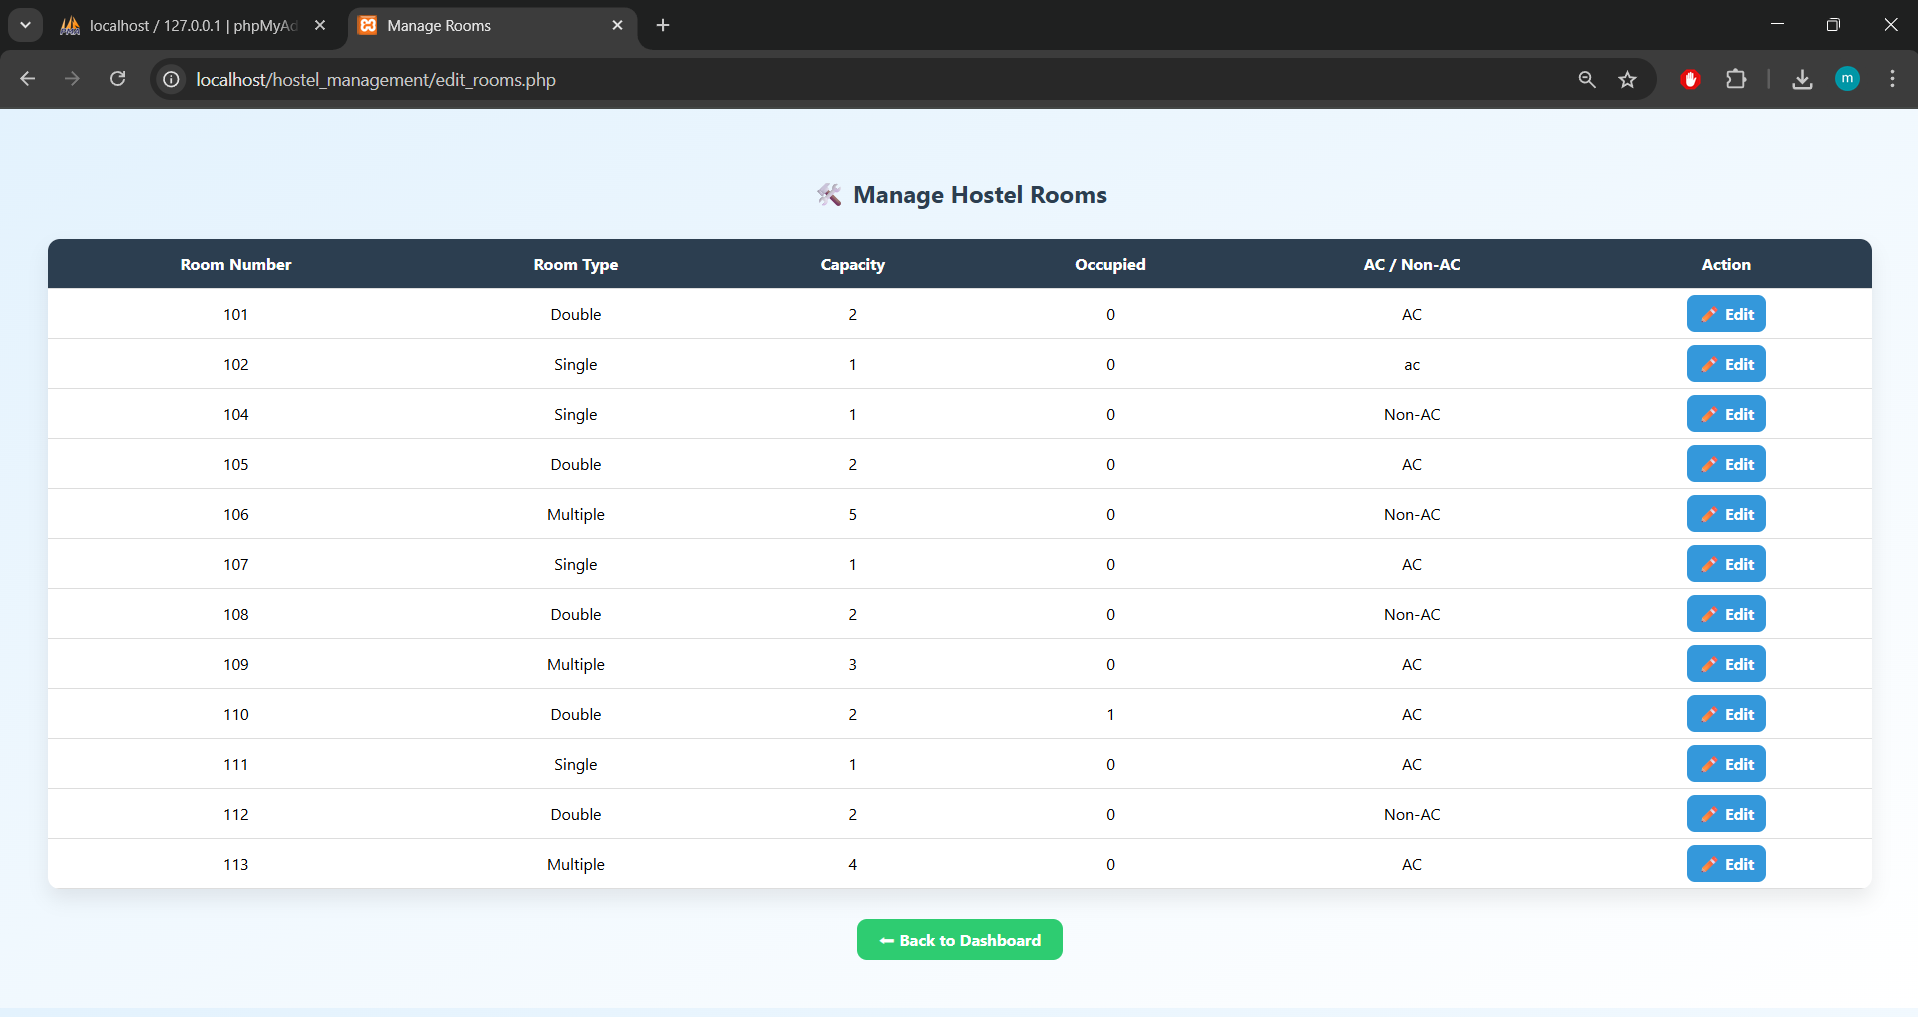 localhost / 127.0.0.1 | phpMyAd
Manage Rooms
localhost/hostel_management/edit_rooms.php
m
Manage Hostel Rooms
Room Number Room Type Capacity Occupied AC / Non-AC Action
101 Double 2 0 AC Edit
102 Single 1 0 ac Edit
104 Single 1 0 Non-AC Edit
105 Double 2 0 AC Edit
106 Multiple 5 0 Non-AC Edit
107 Single 1 0 AC Edit
108 Double 2 0 Non-AC Edit
109 Multiple 3 0 AC Edit
110 Double 2 1 AC Edit
111 Single 1 0 AC Edit
112 Double 2 0 Non-AC Edit
113 Multiple 4 0 AC Edit
⬅ Back to Dashboard